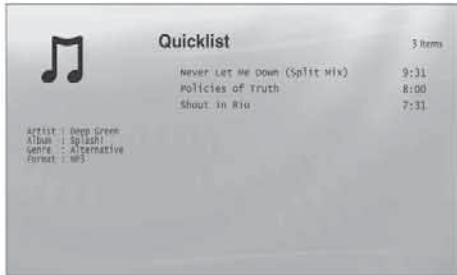 Quicklist
3 Items
Never Let Me Down (Split Mix) 9:31
Policies of Truth 8:00
Shout in Rio 7:31
Artist : Deep Green
Album : Splash!
Genre : Alternative
Format : MP3